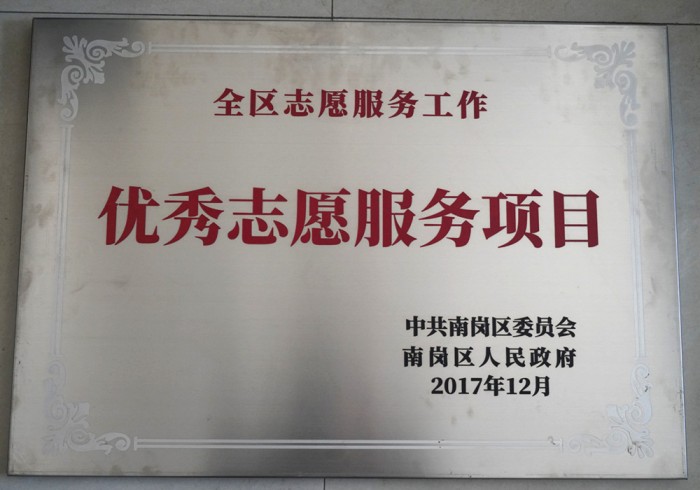 全区志愿服务工作
优秀志愿服务项目
中共南岗区委员会
南岗区人民政府
2017年12月